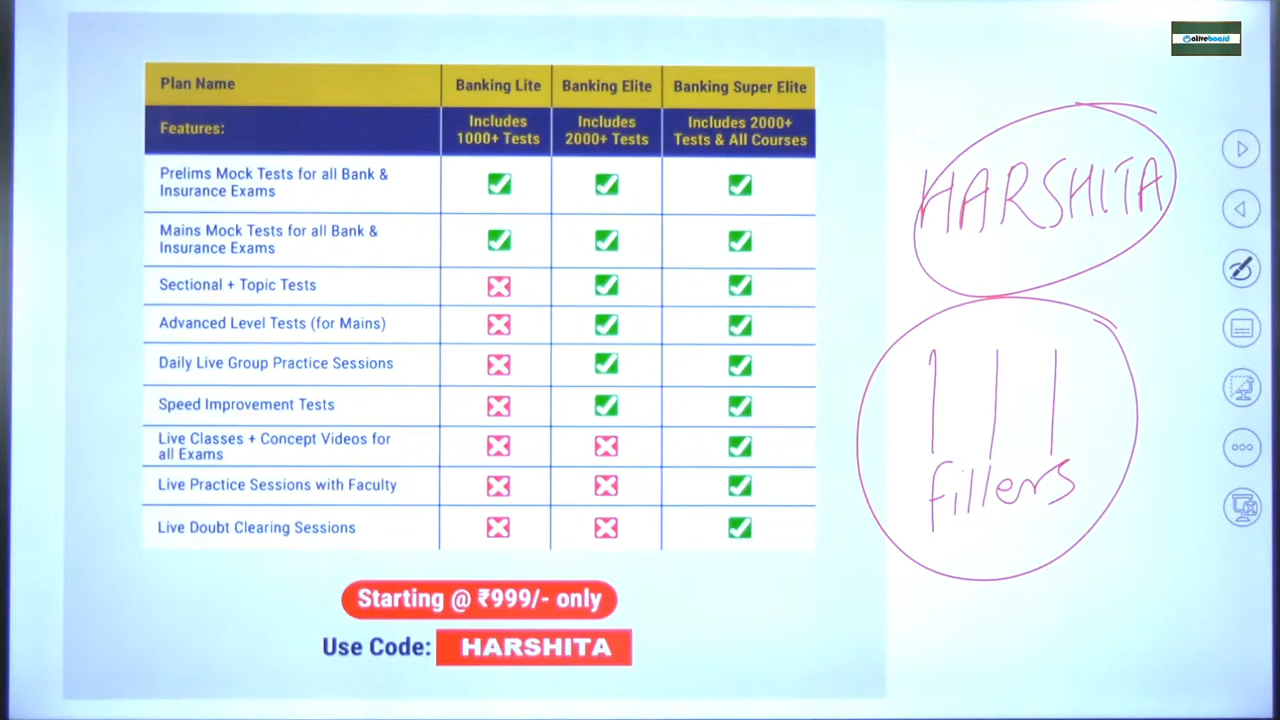 oliveboard
Plan Name Banking Lite Banking Elite Banking Super Elite
Features: Includes 1000+ Tests Includes 2000+ Tests Includes 2000+ Tests & All Courses
Prelims Mock Tests for all Bank &
Insurance Exams
Mains Mock Tests for all Bank &
Insurance Exams
Sectional + Topic Tests
Advanced Level Tests (for Mains)
Daily Live Group Practice Sessions
Speed Improvement Tests
Live Classes + Concept Videos for
all Exams
Live Practice Sessions with Faculty
Live Doubt Clearing Sessions
Starting @ ₹999/- only
Use Code: HARSHITA
HARSHITA
111
fillers